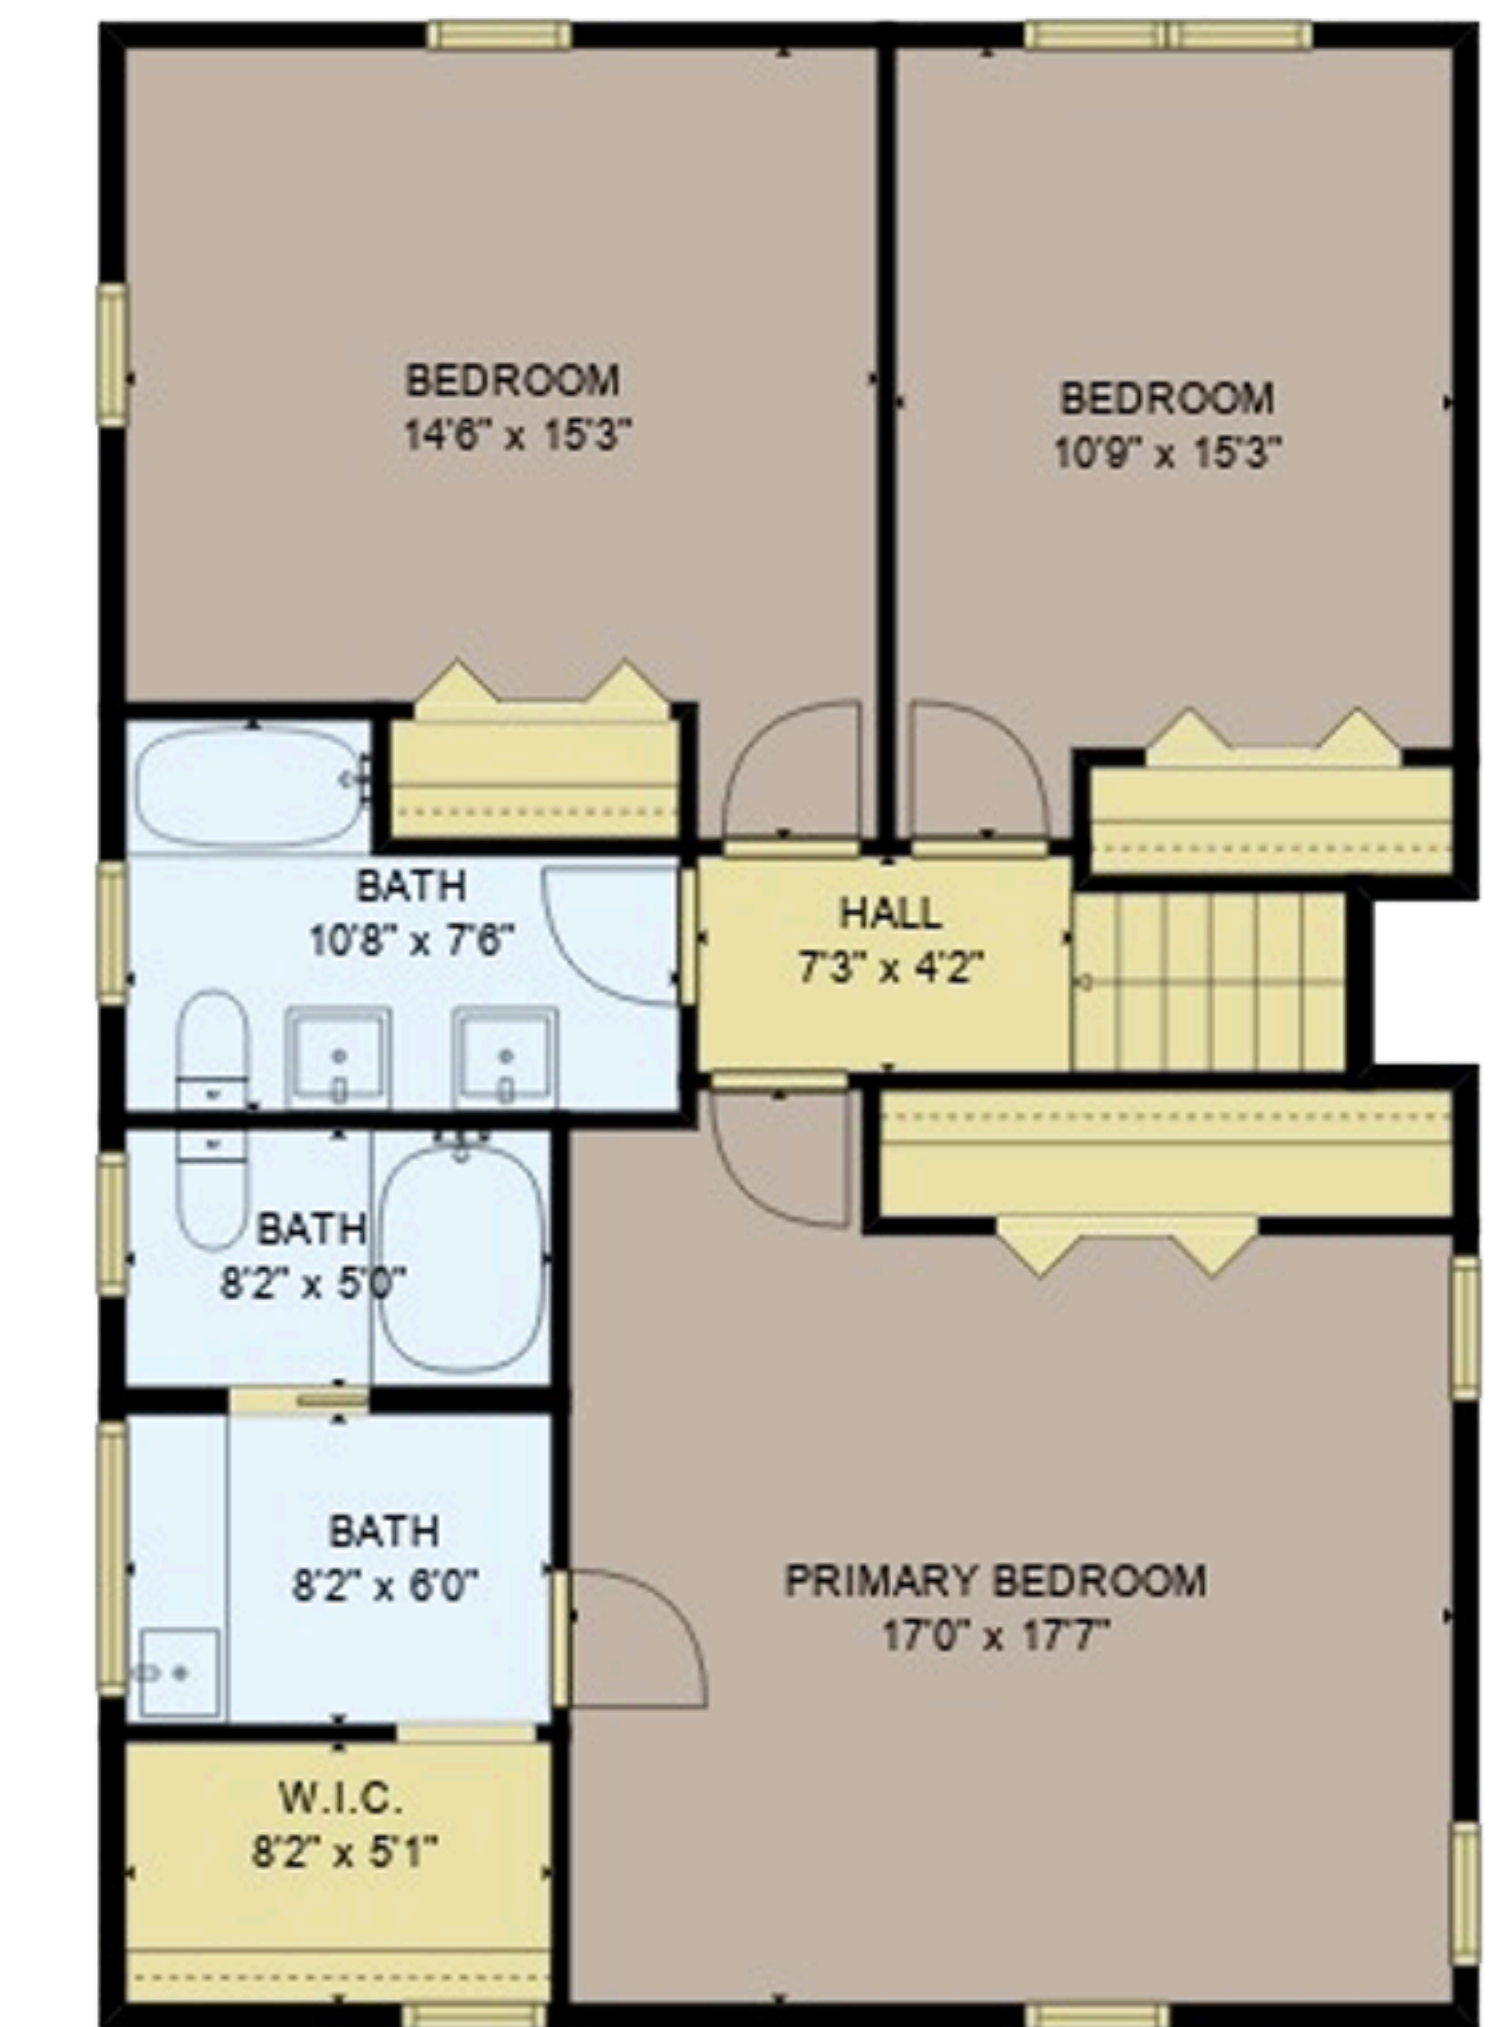 BEDROOM
14'6" x 15'3"
BEDROOM
10'9" x 15'3"
BATH
10'8" x 7'6"
HALL
7'3" x 4'2"
BATH
8'2" x 5'0"
BATH
8'2" x 6'0"
PRIMARY BEDROOM
17'0" x 17'7"
W.I.C.
8'2" x 5'1"